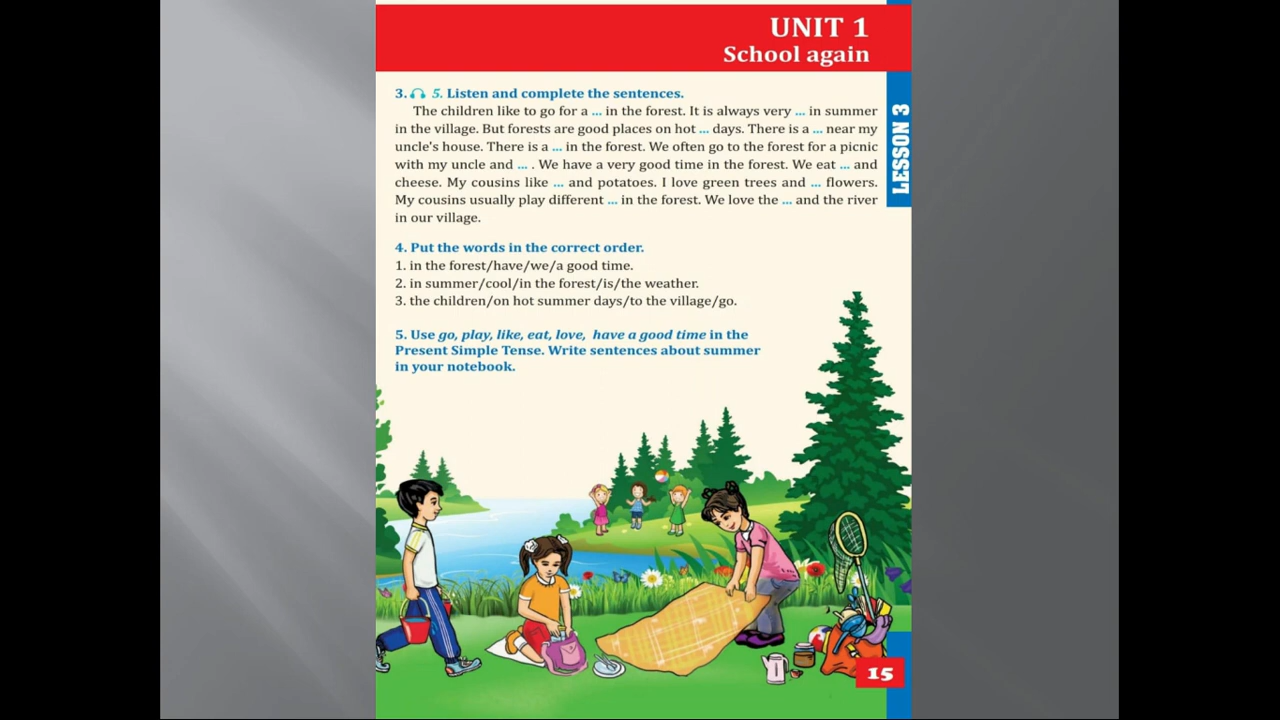 UNIT 1
School again
LESSON 3
3. 5. Listen and complete the sentences.
The children like to go for a ... in the forest. It is always very ... in summer
in the village. But forests are good places on hot ... days. There is a ... near my
uncle's house. There is a ... in the forest. We often go to the forest for a picnic
with my uncle and ... . We have a very good time in the forest. We eat ... and
cheese. My cousins like ... and potatoes. I love green trees and ... flowers.
My cousins usually play different ... in the forest. We love the ... and the river
in our village.
4. Put the words in the correct order.
1. in the forest/have/we/a good time.
2. in summer/cool/in the forest/is/the weather.
3. the children/on hot summer days/to the village/go.
5. Use go, play, like, eat, love, have a good time in the
Present Simple Tense. Write sentences about summer
in your notebook.
15